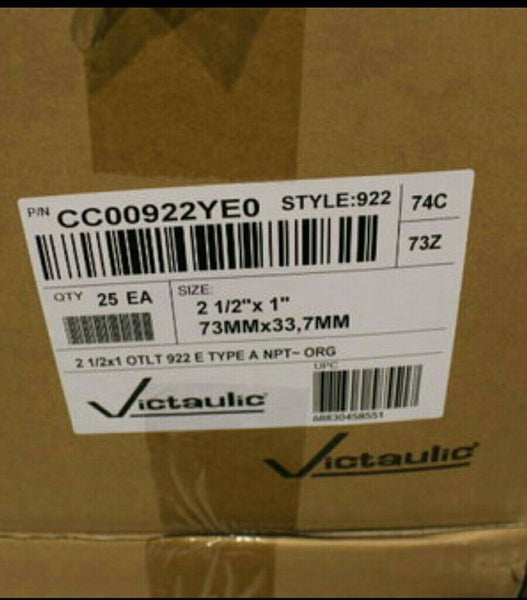 P/N CC00922YE0 STYLE:922 74C
73Z
QTY 25 EA
SIZE:
2 1/2"x 1"
73MMx33,7MM
2 1/2x1 OTLT 922 E TYPE A NPT~ ORG
UPC
Victaulic
Victaulic